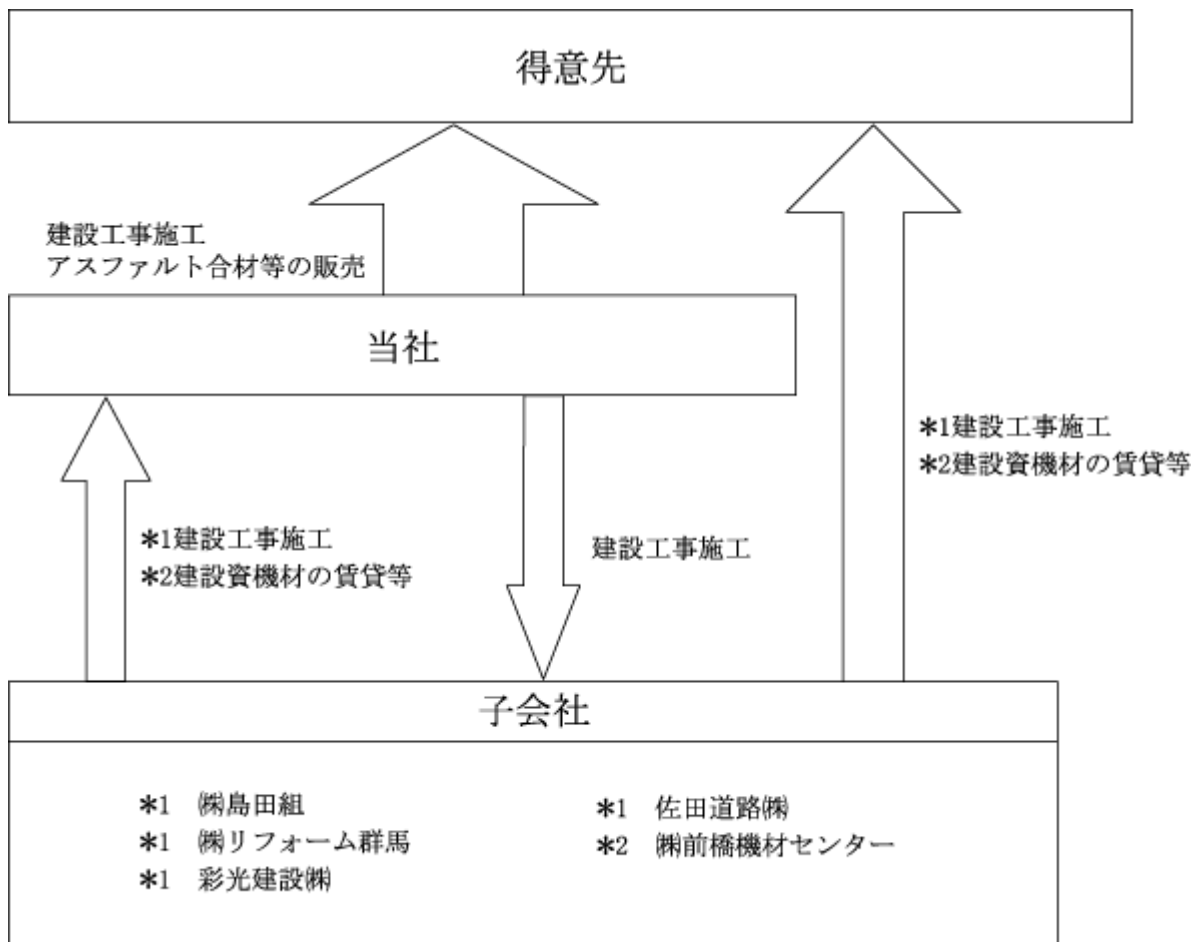 得意先
建設工事施工
アスファルト合材等の販売
当社
*1建設工事施工
*2建設資機材の賃貸等
*1建設工事施工
*2建設資機材の賃貸等
建設工事施工
子会社
*1 ㈱島田組
*1 ㈱リフォーム群馬
*1 彩光建設㈱
*1 佐田道路㈱
*2 ㈱前橋機材センター